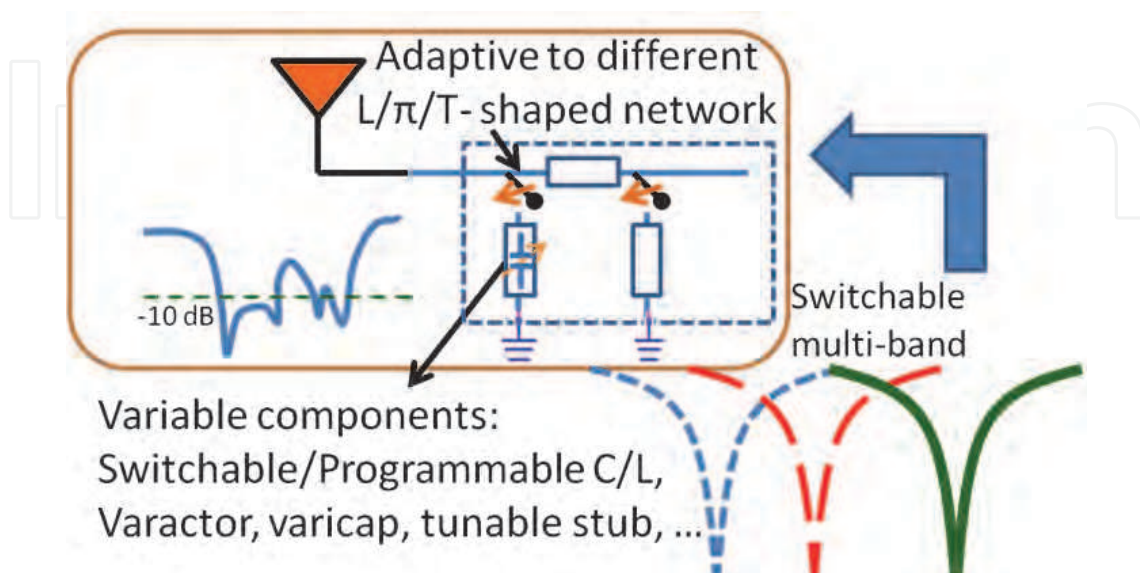 Adaptive to different
L/π/T- shaped network
-10 dB
Switchable
multi-band
Variable components:
Switchable/Programmable C/L,
Varactor, varicap, tunable stub, ...